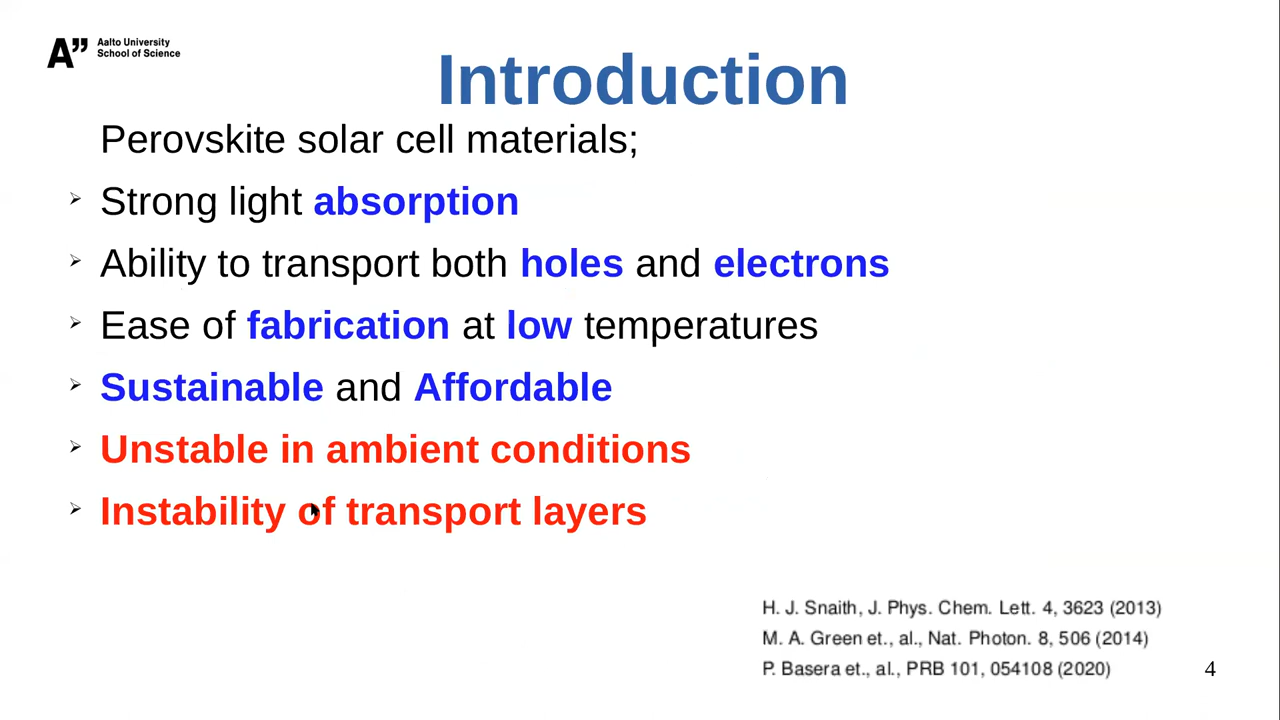 A”
Aalto University
School of Science
Introduction
Perovskite solar cell materials;
Strong light absorption
Ability to transport both holes and electrons
Ease of fabrication at low temperatures
Sustainable and Affordable
Unstable in ambient conditions
Instability of transport layers
H. J. Snaith, J. Phys. Chem. Lett. 4, 3623 (2013)
M. A. Green et., al., Nat. Photon. 8, 506 (2014)
P. Basera et., al., PRB 101, 054108 (2020)
4